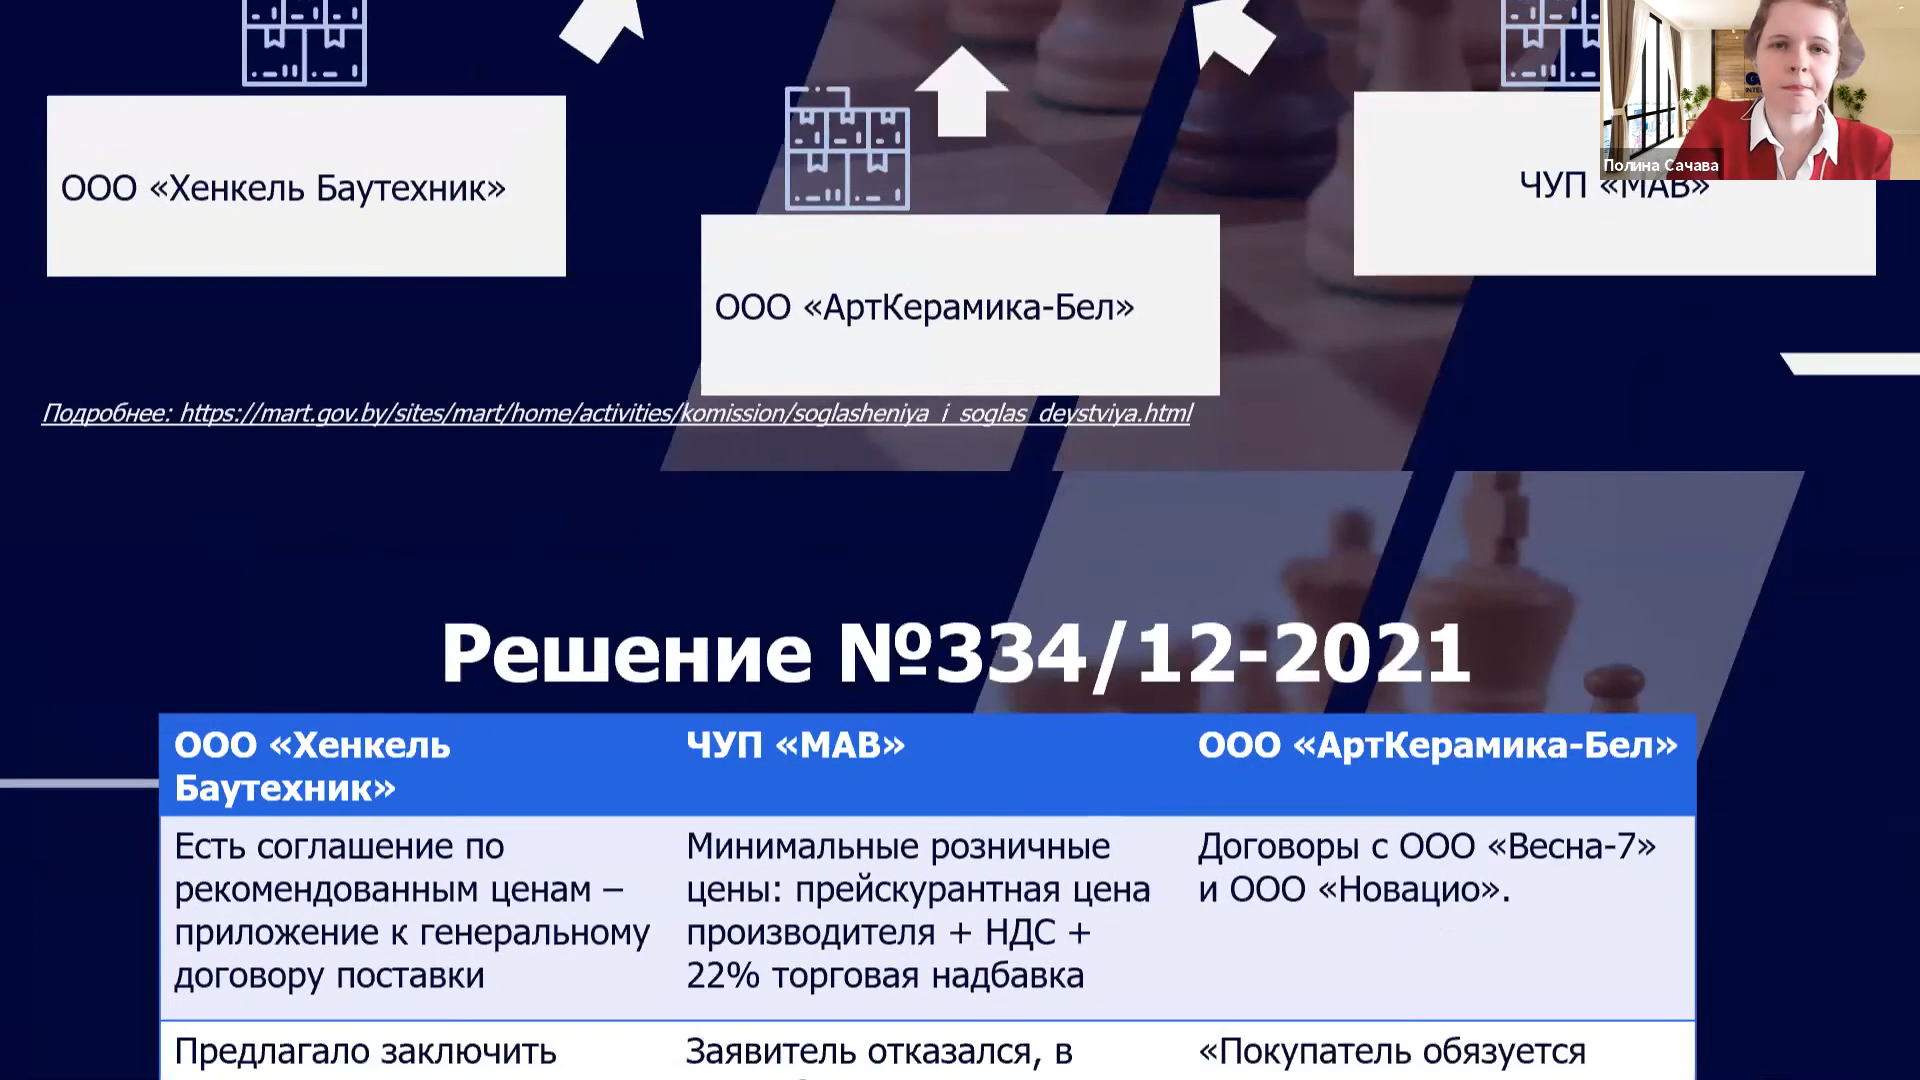 ООО «Хенкель Баутехник»
ООО «АртКерамика-Бел»
Полина Сачава
ЧУП «МАВ»
Подробнее: https://mart.gov.by/sites/mart/home/activities/komission/soglasheniya_i_soglas_deystviya.html
Решение №334/12-2021
ООО «Хенкель
Баутехник»
ЧУП «МАВ»
ООО «АртКерамика-Бел»
Есть соглашение по
рекомендованным ценам –
приложение к генеральному
договору поставки
Минимальные розничные
цены: прейскурантная цена
производителя + НДС +
22% торговая надбавка
Договоры с ООО «Весна-7»
и ООО «Новацио».
Предлагало заключить
Заявитель отказался, в
«Покупатель обязуется